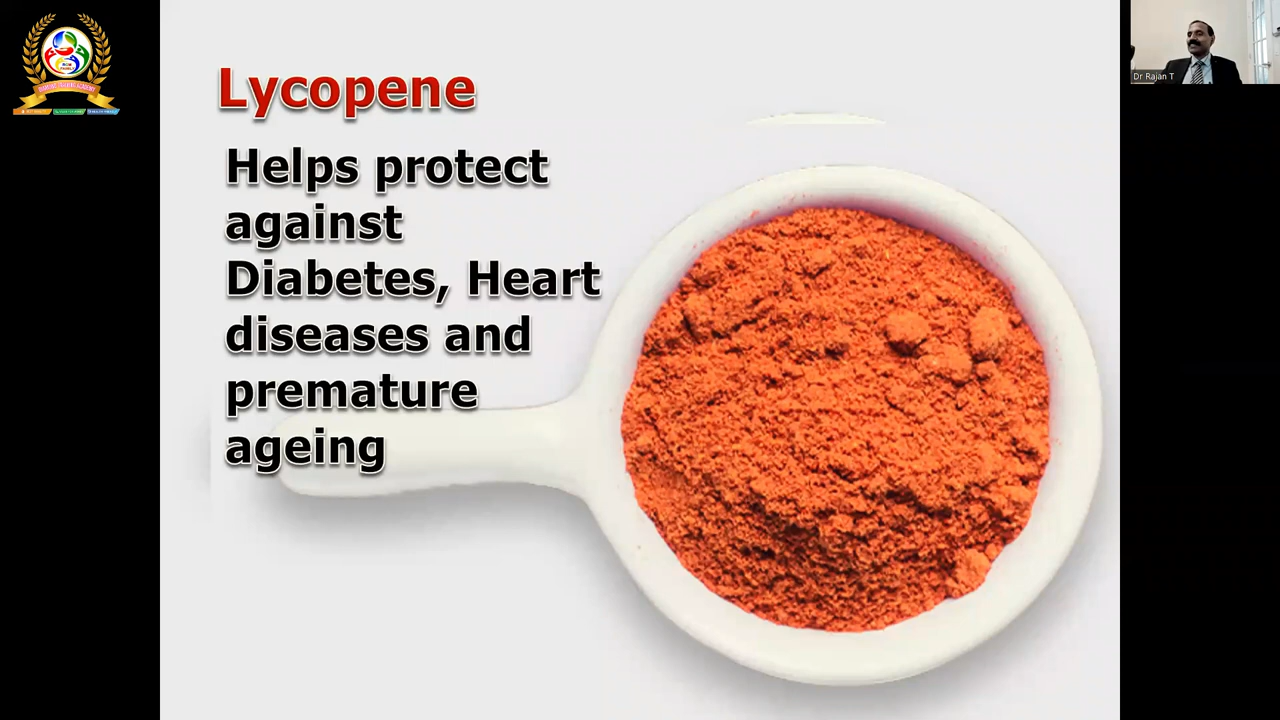 Lycopene
Helps protect
against
Diabetes, Heart
diseases and
premature
ageing
Dr Rajan T